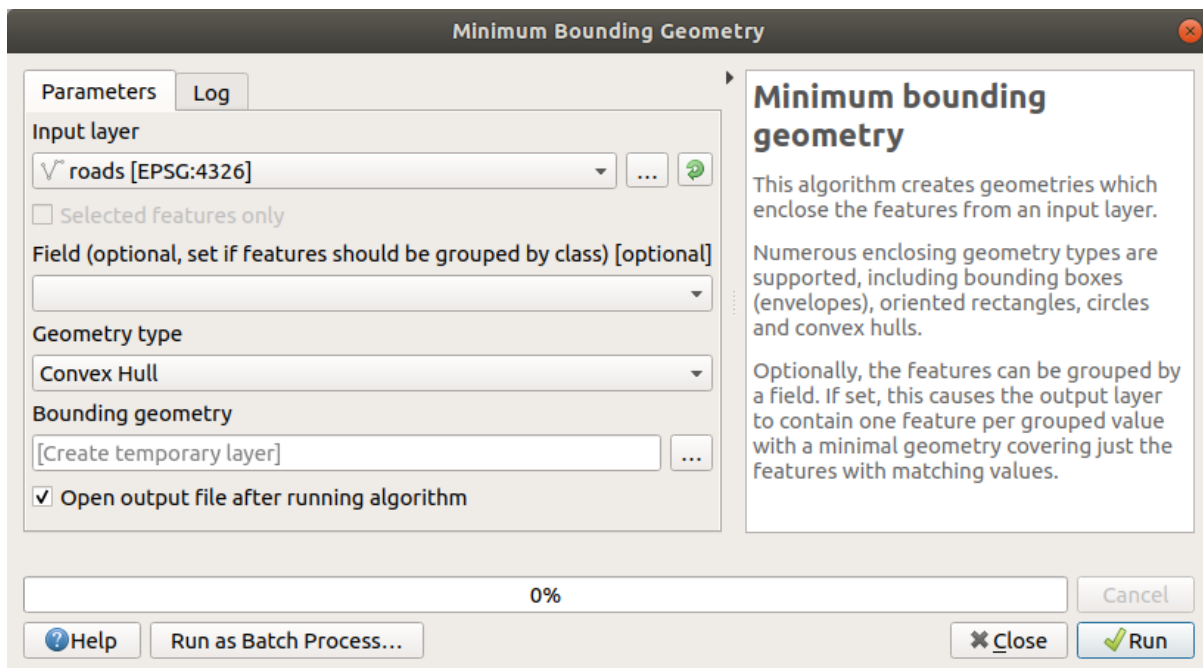 Minimum Bounding Geometry
Parameters
Log
Input layer
roads [EPSG:4326]
...
Selected features only
Field (optional, set if features should be grouped by class) [optional]
Geometry type
Convex Hull
Bounding geometry
[Create temporary layer]
...
Open output file after running algorithm
Minimum bounding
geometry
This algorithm creates geometries which
enclose the features from an input layer.
Numerous enclosing geometry types are
supported, including bounding boxes
(envelopes), oriented rectangles, circles
and convex hulls.
Optionally, the features can be grouped by
a field. If set, this causes the output layer
to contain one feature per grouped value
with a minimal geometry covering just the
features with matching values.
0%
Cancel
Help
Run as Batch Process...
Close
Run